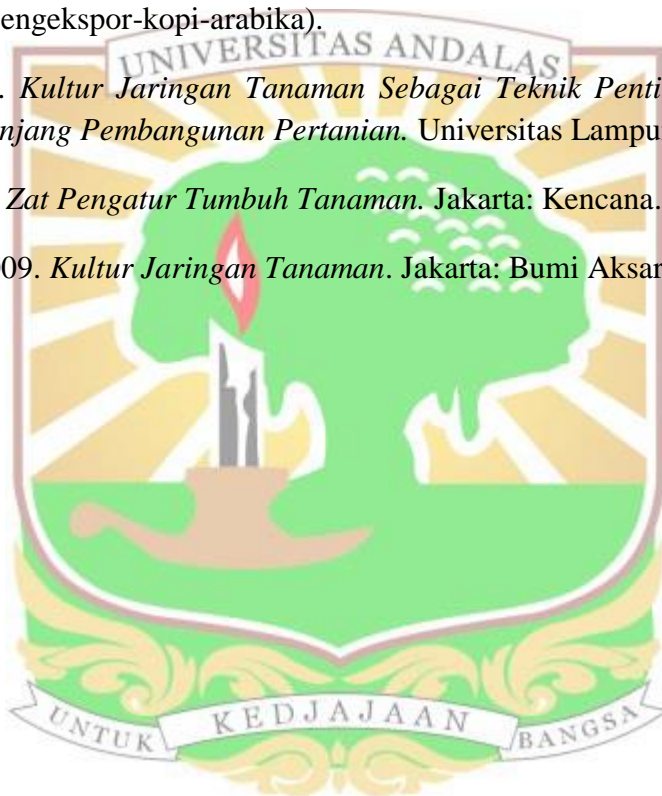 engekspor-kopi-arabika).
UNIVERSITAS ANDALAS
. Kultur Jaringan Tanaman Sebagai Teknik Penti
njang Pembangunan Pertanian. Universitas Lampu
Zat Pengatur Tumbuh Tanaman. Jakarta: Kencana.
09. Kultur Jaringan Tanaman. Jakarta: Bumi Aksar
UNTUK KEDJAJAAN BANGSA